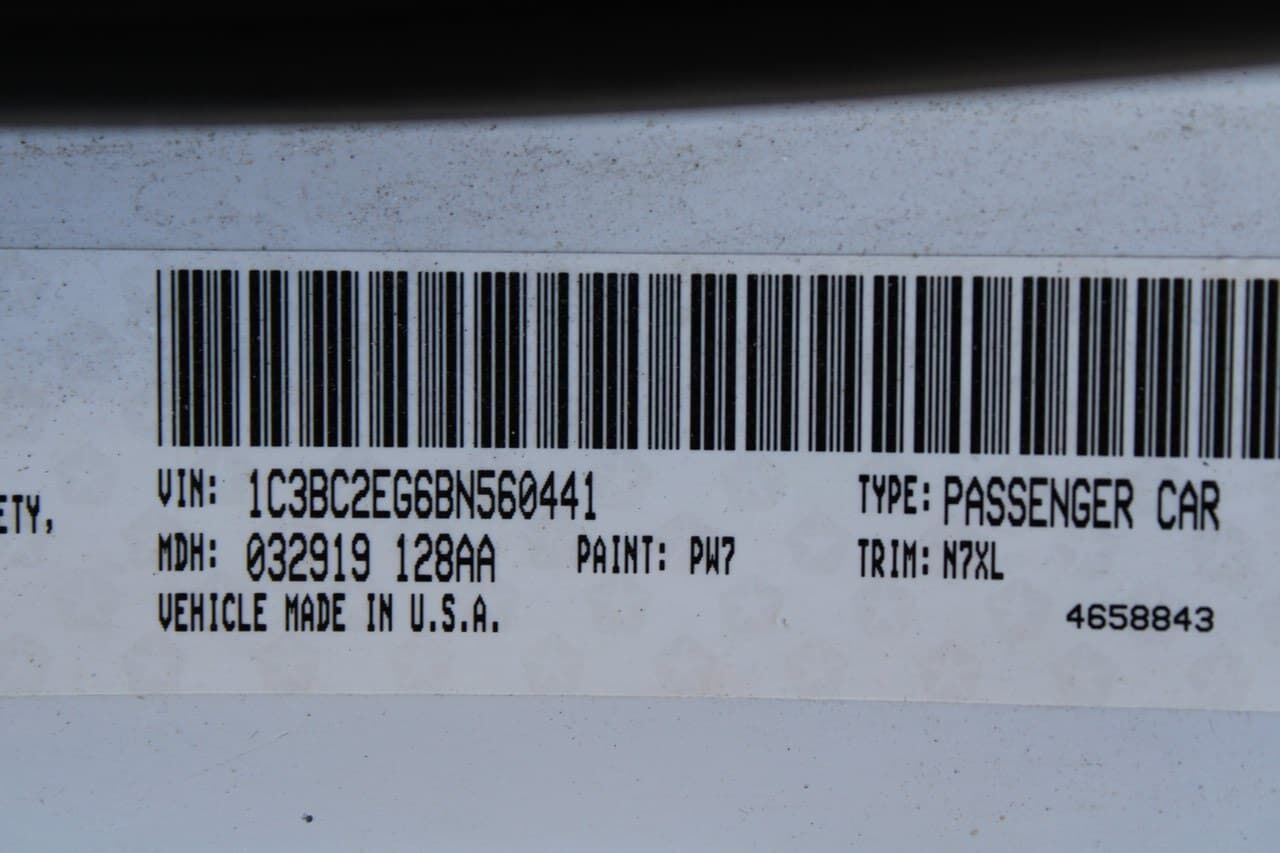 ETY,
VIN: 1C3BC2EG6BN560441 TYPE: PASSENGER CAR
MDH: 032919 128AA PAINT: PW7 TRIM: N7XL
VEHICLE MADE IN U.S.A. 4658843